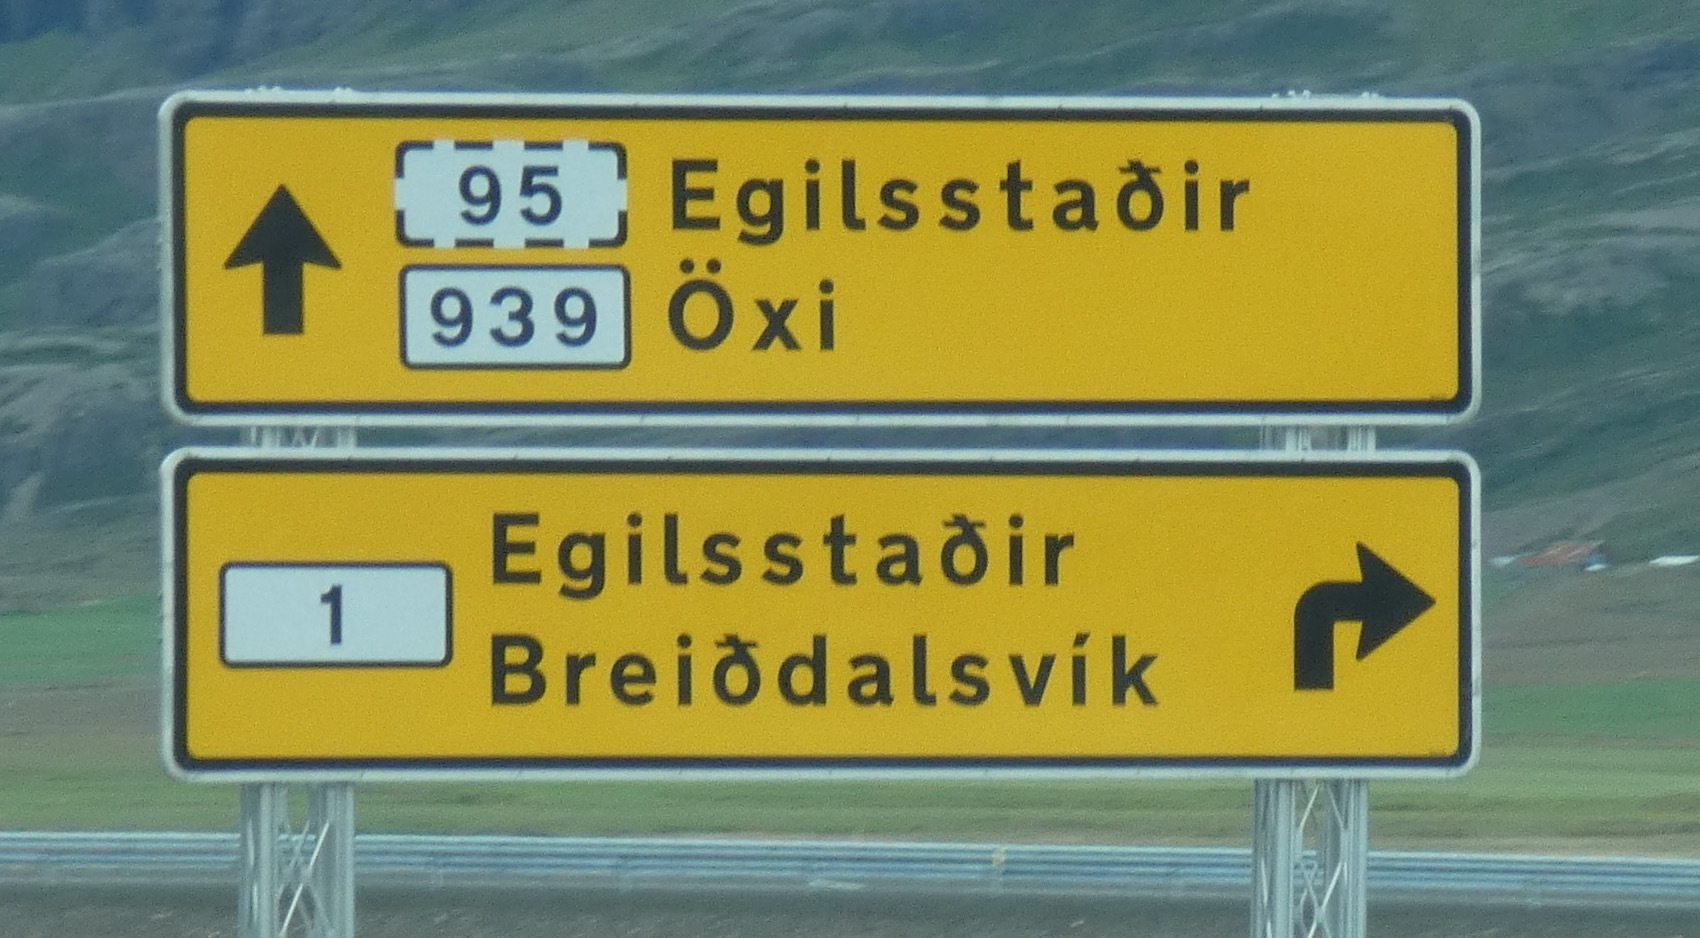 95 Egilsstaðir
939 Öxi
1 Egilsstaðir
Breiðdalsvík